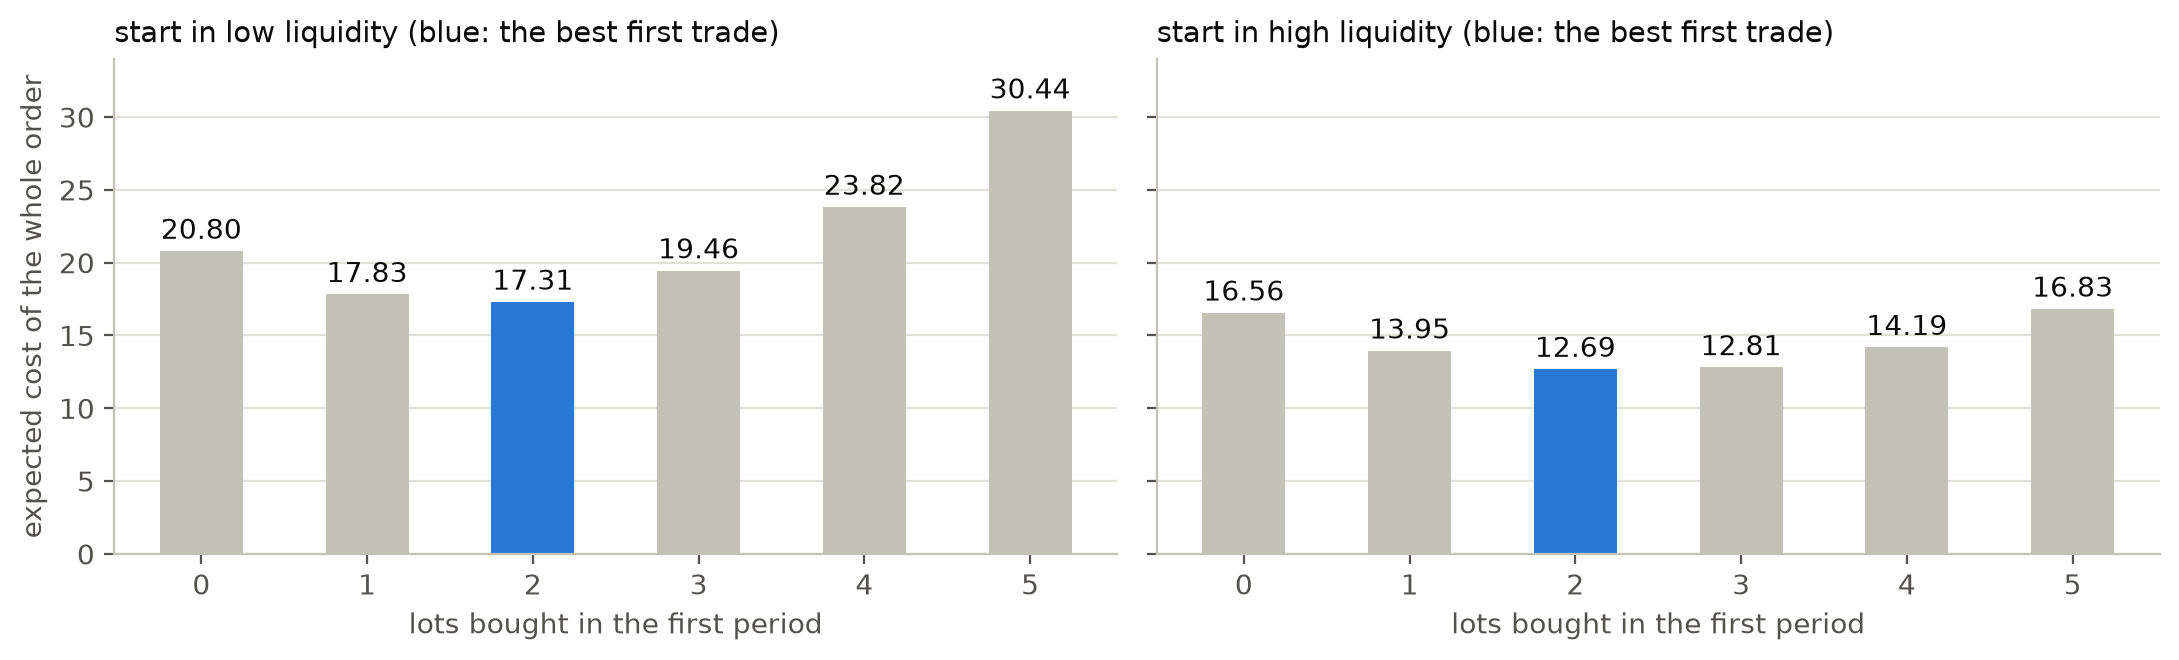 start in low liquidity (blue: the best first trade)
expected cost of the whole order
30
25
20
15
10
5
0
20.80
17.83
17.31
19.46
23.82
30.44
0 1 2 3 4 5
lots bought in the first period
start in high liquidity (blue: the best first trade)
16.56
13.95
12.69
12.81
14.19
16.83
0 1 2 3 4 5
lots bought in the first period